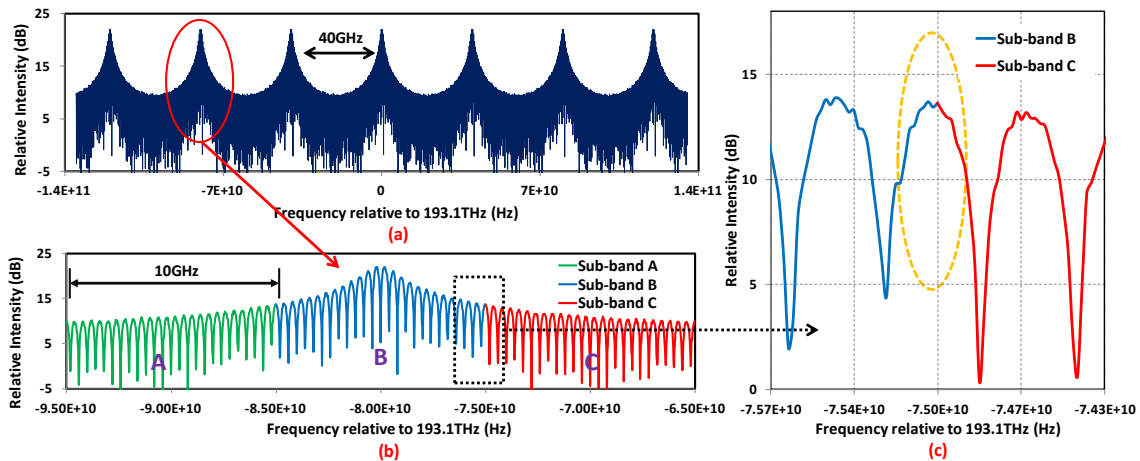 Relative Intensity (dB)
25
15
5
-5
40GHz
-1.4E+11
-7E+10
0
7E+10
1.4E+11
Frequency relative to 193.1THz (Hz)
(a)
Relative Intensity (dB)
25
15
5
-5
10GHz
Sub-band A
Sub-band B
Sub-band C
A
B
C
-9.50E+10
-9.00E+10
-8.50E+10
-8.00E+10
-7.50E+10
-7.00E+10
-6.50E+10
Frequency relative to 193.1THz (Hz)
(b)
Relative Intensity (dB)
15
10
5
0
Sub-band B
Sub-band C
-7.57E+10
-7.54E+10
-7.50E+10
-7.47E+10
-7.43E+10
Frequency relative to 193.1THz (Hz)
(c)